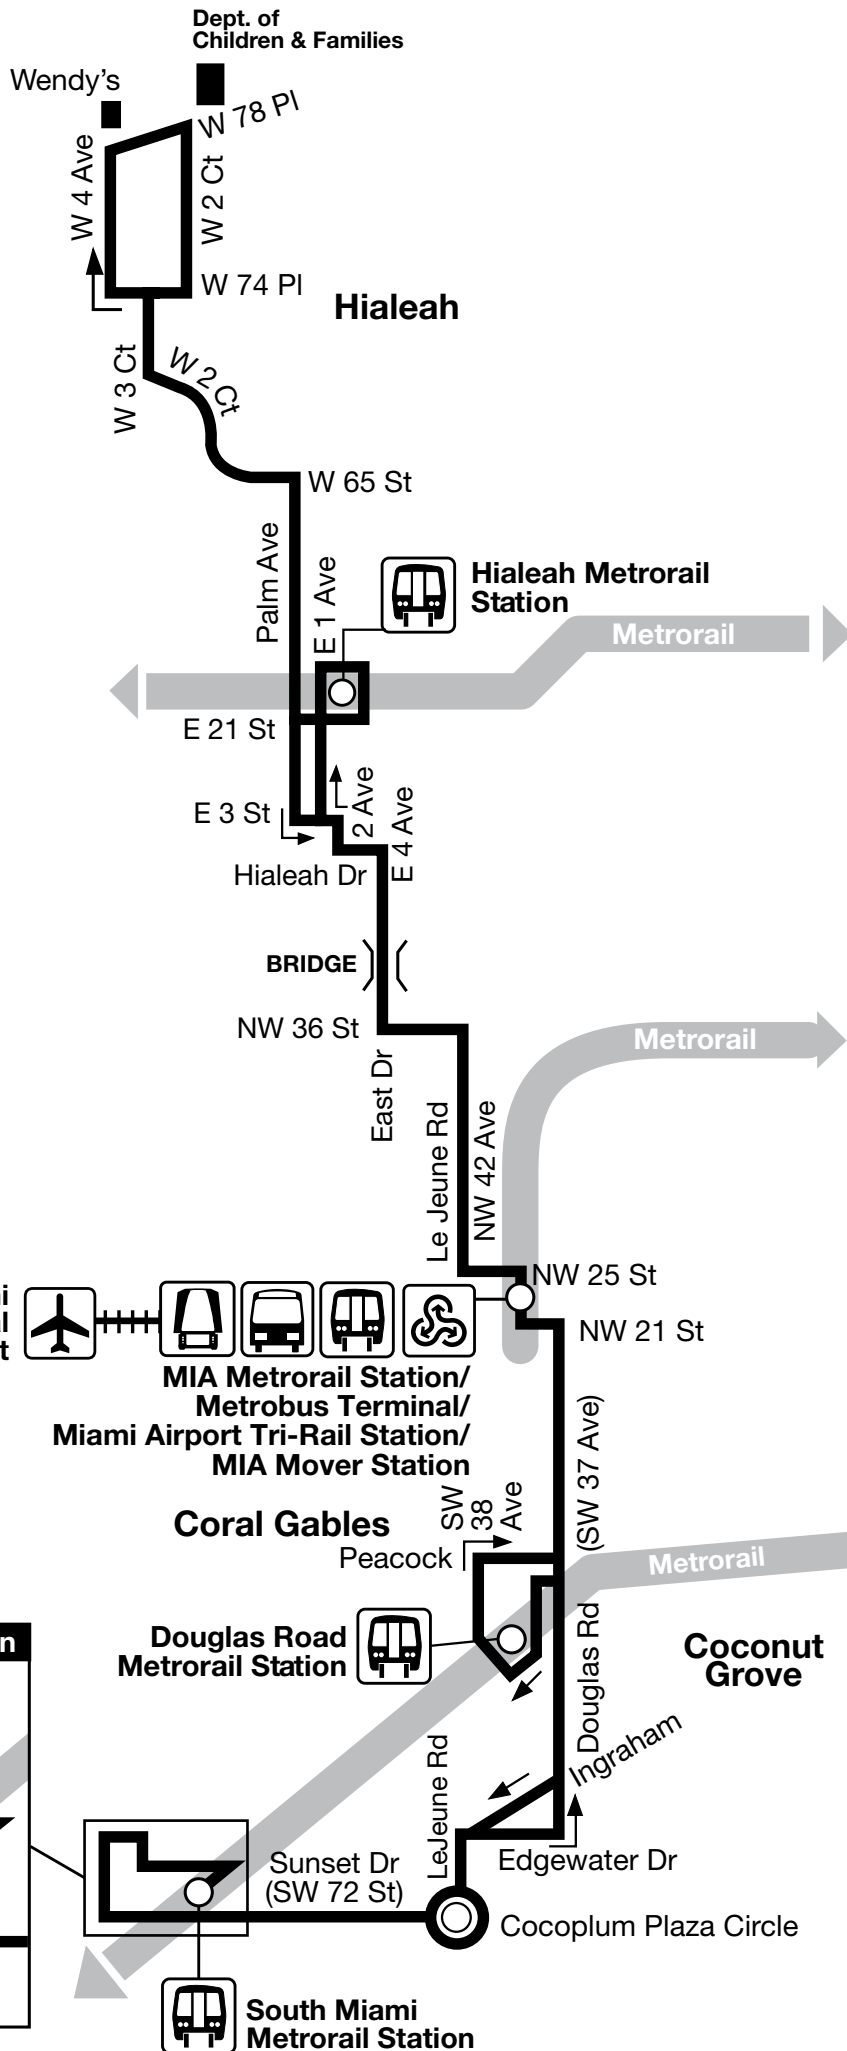 Dept. of
Children & Families
Wendy's
W 78 Pl
W 4 Ave
W 2 Ct
W 74 Pl
Hialeah
W 3 Ct
W 2 Ct
W 65 St
Palm Ave
E 1 Ave
Hialeah Metrorail
Station
Metrorail
E 21 St
E 3 St
2 Ave
E 4 Ave
Hialeah Dr
BRIDGE
NW 36 St
Metrorail
East Dr
Le Jeune Rd
NW 42 Ave
NW 25 St
NW 21 St
MIA Metrorail Station/
Metrobus Terminal/
Miami Airport Tri-Rail Station/
MIA Mover Station
(SW 37 Ave)
SW
38
Ave
Coral Gables
Peacock
Metrorail
Douglas Road
Metrorail Station
Douglas Rd
Coconut
Grove
Ingraham
LeJeune Rd
Sunset Dr
(SW 72 St)
Edgewater Dr
Cocoplum Plaza Circle
South Miami
Metrorail Station